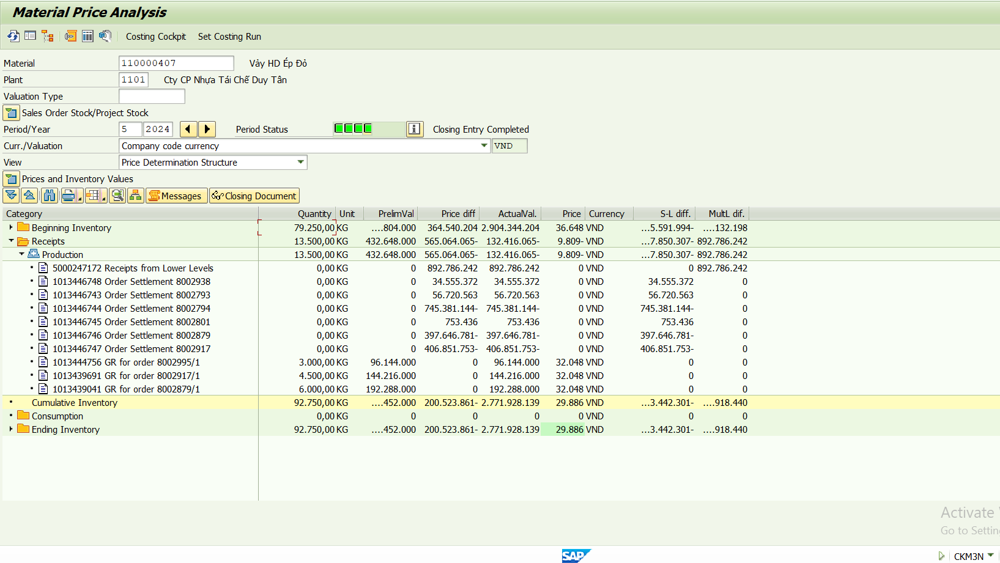 Material Price Analysis
Costing Cockpit Set Costing Run
Material 110000407 Vảy HD Ép Đỏ
Plant 1101 Cty CP Nhựa Tái Chế Duy Tân
Valuation Type
Sales Order Stock/Project Stock
Period/Year 5 2024 Period Status Closing Entry Completed
Curr./Valuation Company code currency VND
View Price Determination Structure
Prices and Inventory Values
Messages Closing Document
Category Quantity Unit PrelimVal Price diff ActualVal. Price Currency S-L diff. MultL dif.
Beginning Inventory 79.250,00 KG ....804.000 364.540.204 2.904.344.204 36.648 VND ...5.591.994- ....132.198
Receipts 13.500,00 KG 432.648.000 565.064.065- 132.416.065- 9.809- VND ...7.850.307- 892.786.242
Production 13.500,00 KG 432.648.000 565.064.065- 132.416.065- 9.809- VND ...7.850.307- 892.786.242
5000247172 Receipts from Lower Levels 0,00 KG 0 892.786.242 892.786.242 0 VND 0 892.786.242
1013446748 Order Settlement 8002938 0,00 KG 0 34.555.372 34.555.372 0 VND 34.555.372 0
1013446743 Order Settlement 8002793 0,00 KG 0 56.720.563 56.720.563 0 VND 56.720.563 0
1013446744 Order Settlement 8002794 0,00 KG 0 745.381.144- 745.381.144- 0 VND 745.381.144- 0
1013446745 Order Settlement 8002801 0,00 KG 0 753.436 753.436 0 VND 753.436 0
1013446746 Order Settlement 8002879 0,00 KG 0 397.646.781- 397.646.781- 0 VND 397.646.781- 0
1013446747 Order Settlement 8002917 0,00 KG 0 406.851.753- 406.851.753- 0 VND 406.851.753- 0
1013444756 GR for order 8002995/1 3.000,00 KG 96.144.000 0 96.144.000 32.048 VND 0 0
1013439691 GR for order 8002917/1 4.500,00 KG 144.216.000 0 144.216.000 32.048 VND 0 0
1013439041 GR for order 8002879/1 6.000,00 KG 192.288.000 0 192.288.000 32.048 VND 0 0
Cumulative Inventory 92.750,00 KG ....452.000 200.523.861- 2.771.928.139 29.886 VND ...3.442.301- ....918.440
Consumption 0,00 KG 0 0 0 0 VND 0 0
Ending Inventory 92.750,00 KG ....452.000 200.523.861- 2.771.928.139 29.886 VND ...3.442.301- ....918.440
Activate
Go to Settin
SAP CKM3N